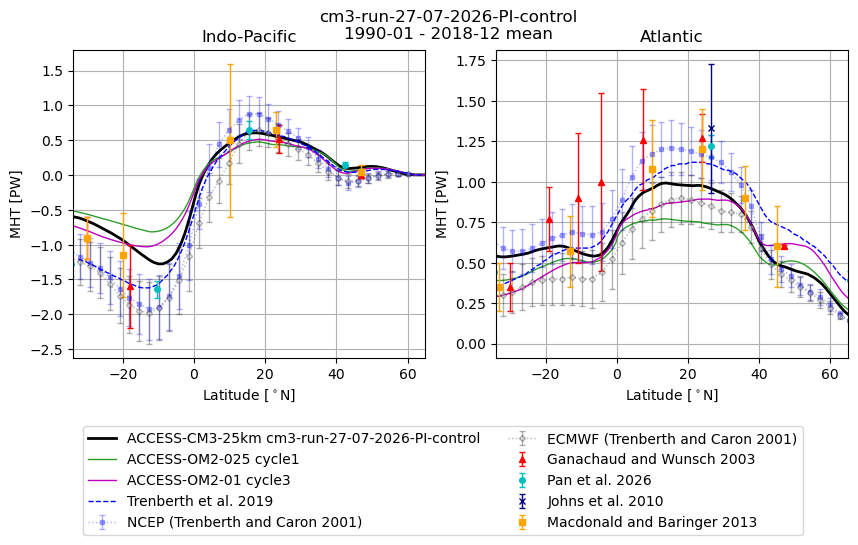 cm3-run-27-07-2026-PI-control
1990-01 - 2018-12 mean
Indo-Pacific
Atlantic
MHT [PW]
1.5
1.0
0.5
0.0
−0.5
−1.0
−1.5
−2.0
−2.5
−20
0
20
40
60
Latitude [°N]
MHT [PW]
1.75
1.50
1.25
1.00
0.75
0.50
0.25
0.00
−20
0
20
40
60
Latitude [°N]
ACCESS-CM3-25km cm3-run-27-07-2026-PI-control
ACCESS-OM2-025 cycle1
ACCESS-OM2-01 cycle3
Trenberth et al. 2019
NCEP (Trenberth and Caron 2001)
ECMWF (Trenberth and Caron 2001)
Ganachaud and Wunsch 2003
Pan et al. 2026
Johns et al. 2010
Macdonald and Baringer 2013